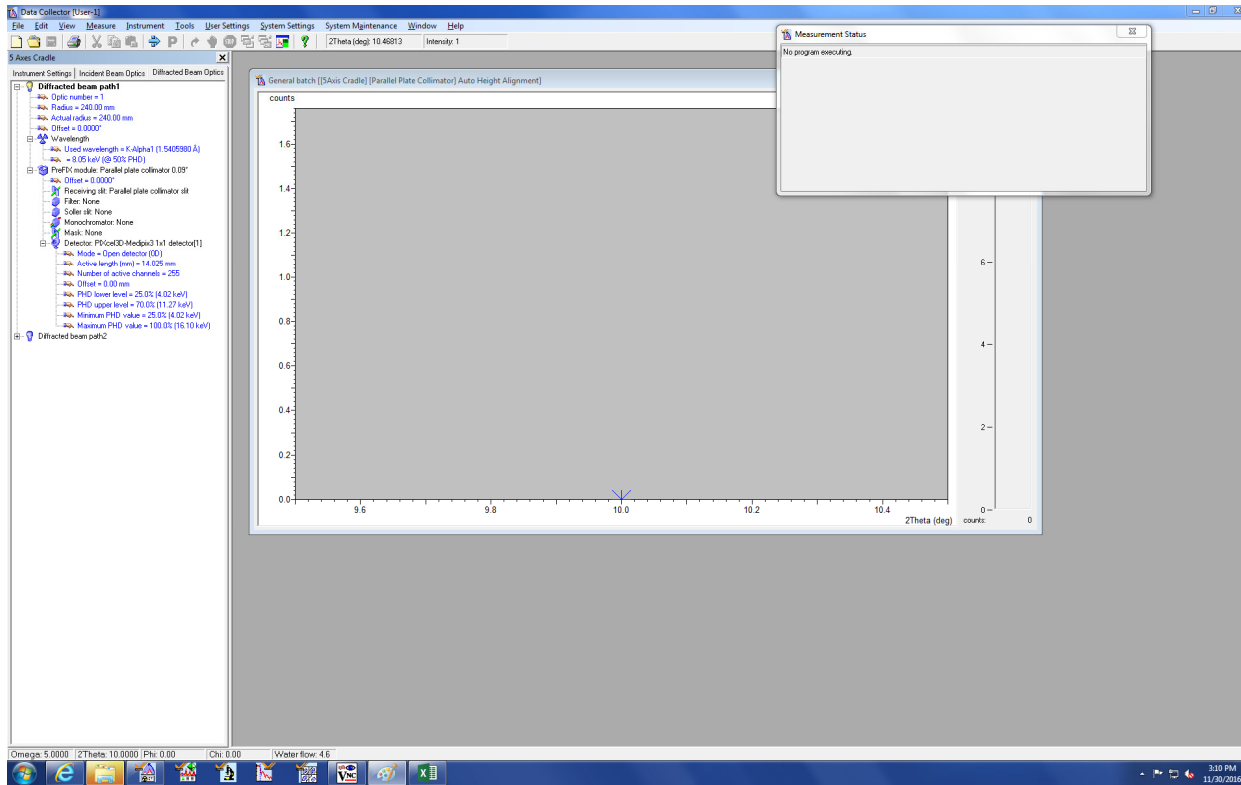 Data Collector [User-1]
File Edit View Measure Instrument Tools User Settings System Settings System Maintenance Window Help
2Theta (deg): 10.46813 Intensity: 1
5 Axes Cradle
Instrument Settings Incident Beam Optics Diffracted Beam Optics
Diffracted beam path1
Optic number = 1
Radius = 240.00 mm
Actual radius = 240.00 mm
Offset = 0.0000°
Wavelength
Used wavelength = K-Alpha1 (1.5405980 Å)
= 8.05 keV (@ 50% PHD)
PreFIX module: Parallel plate collimator 0.09°
Offset = 0.0000°
Receiving slit: Parallel plate collimator slit
Filter: None
Soller slit: None
Monochromator: None
Mask: None
Detector: PIXcel3D-Medipix3 1x1 detector[1]
Mode = Open detector (0D)
Active length (mm) = 14.025 mm
Number of active channels = 255
Offset = 0.00 mm
PHD lower level = 25.0% (4.02 keV)
PHD upper level = 70.0% (11.27 keV)
Minimum PHD value = 25.0% (4.02 keV)
Maximum PHD value = 100.0% (16.10 keV)
Diffracted beam path2
General batch {[5Axis Cradle] [Parallel Plate Collimator] Auto Height Alignment}
counts
1.6
1.4
1.2
1.0
0.8
0.6
0.4
0.2
0.0
9.6 9.8 10.0 10.2 10.4
2Theta (deg)
6
4
2
0
counts: 0
Measurement Status
No program executing.
Omega: 5.0000 2Theta: 10.0000 Phi: 0.00 Chi: 0.00 Water flow: 4.6
VNC
3:10 PM
11/30/2016